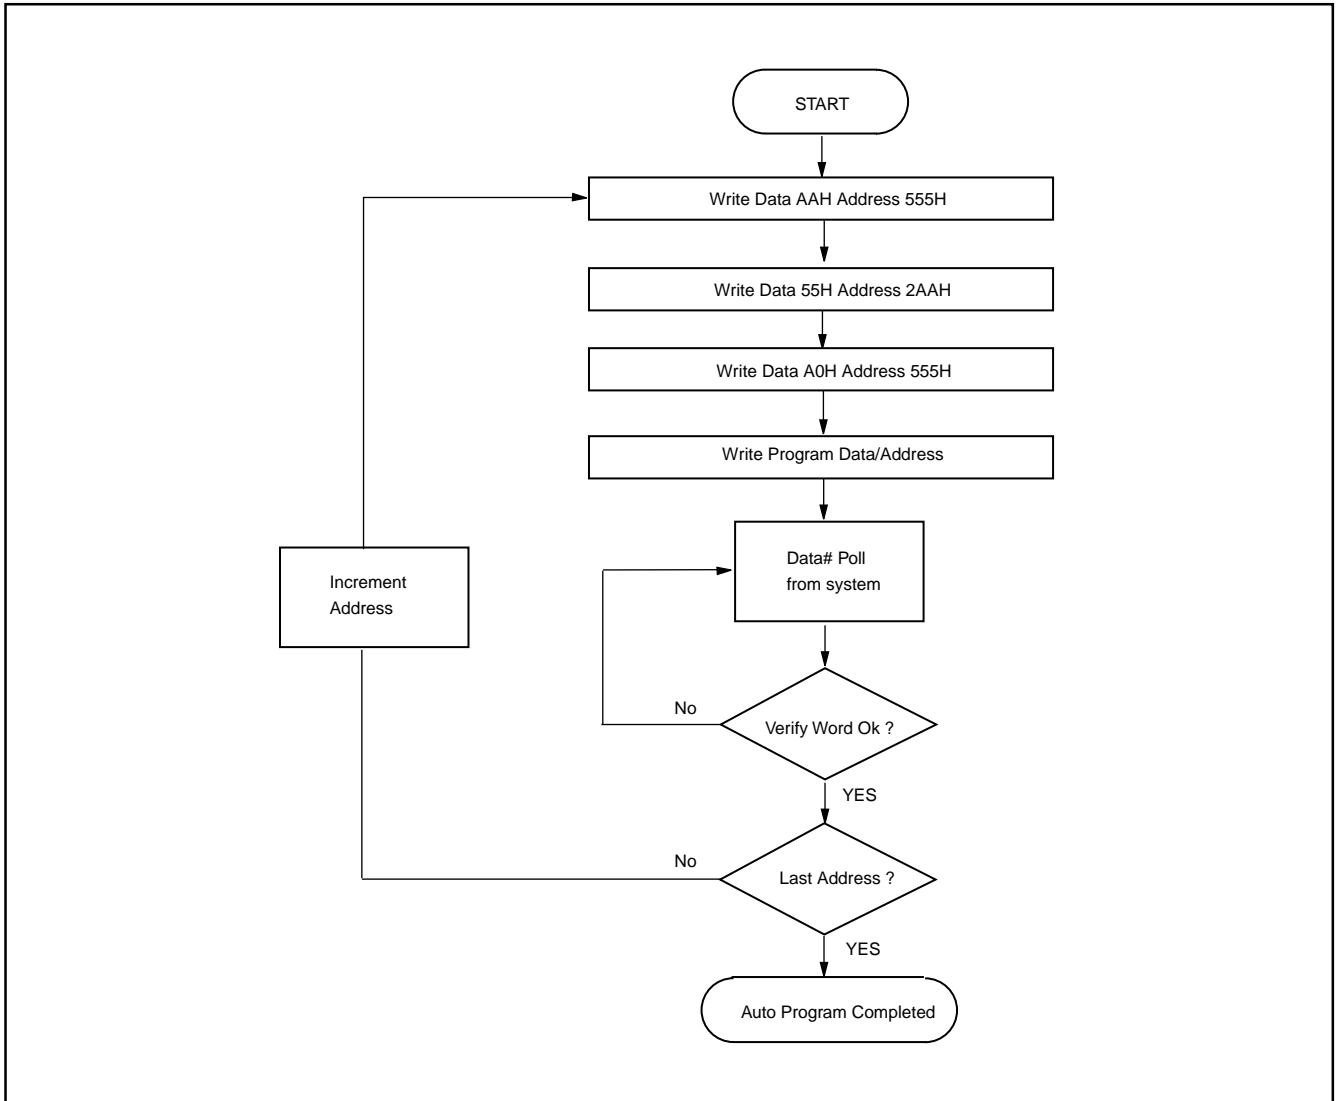 START
Write Data AAH Address 555H
Write Data 55H Address 2AAH
Write Data A0H Address 555H
Write Program Data/Address
Data# Poll
from system
Increment
Address
No
Verify Word Ok ?
YES
No
Last Address ?
YES
Auto Program Completed